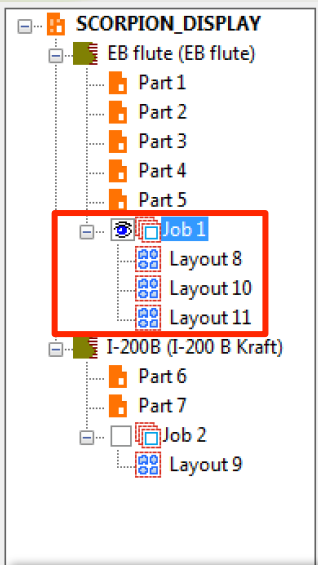 SCORPION_DISPLAY
EB flute (EB flute)
Part 1
Part 2
Part 3
Part 4
Part 5
Job 1
Layout 8
Layout 10
Layout 11
I-200B (I-200 B Kraft)
Part 6
Part 7
Job 2
Layout 9